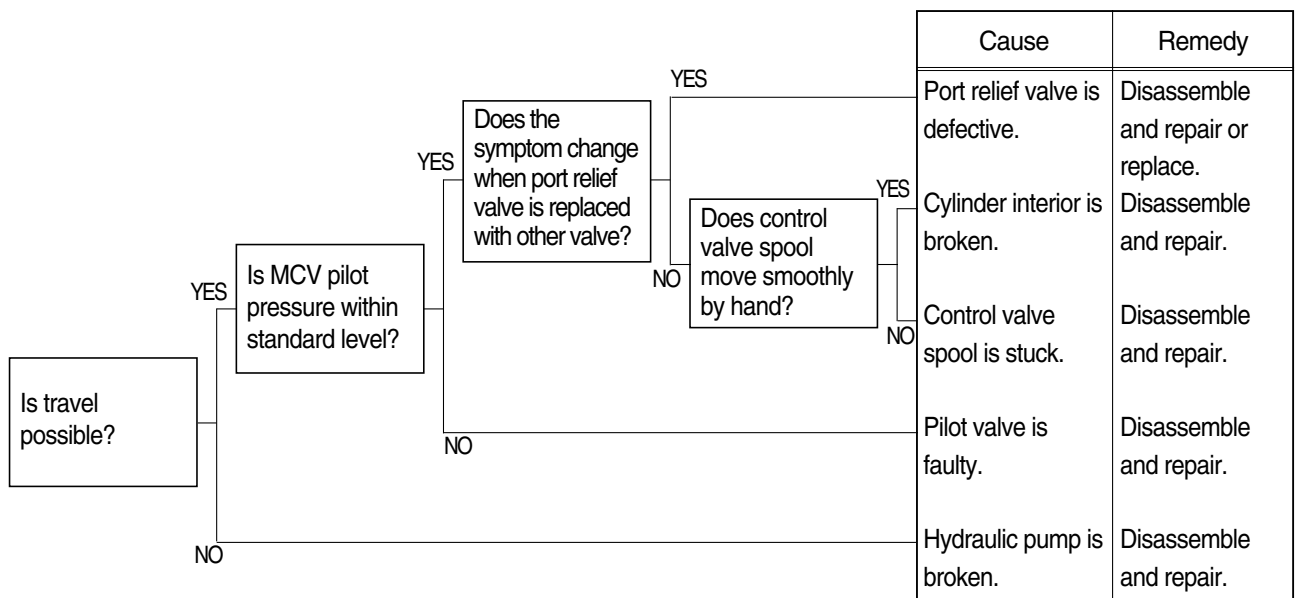 Cause
Remedy
YES
Port relief valve is
defective.
Disassemble
and repair or
replace.
Does the
symptom change
when port relief
valve is replaced
with other valve?
YES
YES
Cylinder interior is
broken.
Disassemble
and repair.
Does control
valve spool
move smoothly
by hand?
NO
Is MCV pilot
pressure within
standard level?
YES
NO
Control valve
spool is stuck.
Disassemble
and repair.
Is travel
possible?
NO
Pilot valve is
faulty.
Disassemble
and repair.
NO
Hydraulic pump is
broken.
Disassemble
and repair.